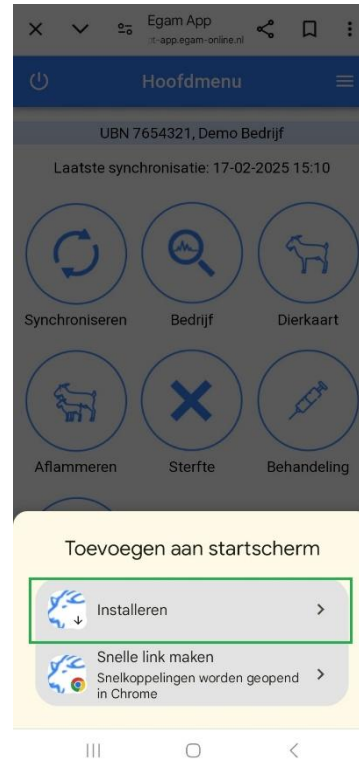 Egam App
t-app.egam-online.nl
Hoofdmenu
UBN 7654321, Demo Bedrijf
Laatste synchronisatie: 17-02-2025 15:10
Synchroniseren
Bedrijf
Dierkaart
Aflammeren
Sterfte
Behandeling
Toevoegen aan startscherm
Installeren
Snelle link maken
Snelkoppelingen worden geopend
in Chrome